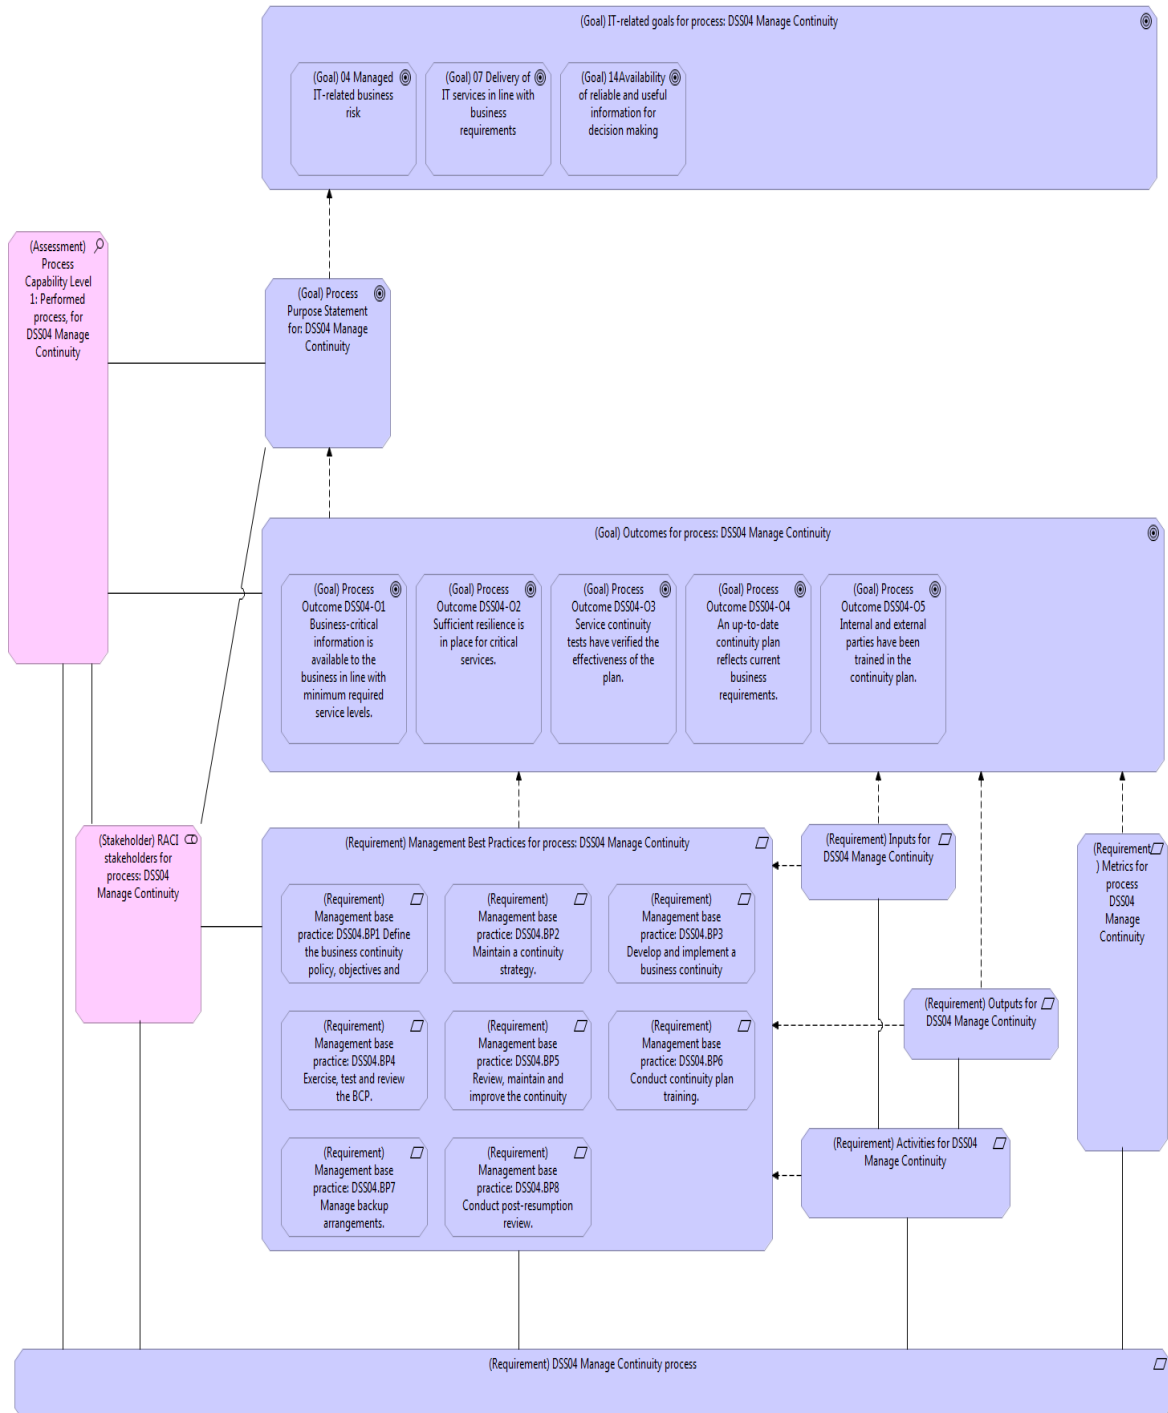 (Goal) IT-related goals for process: DSS04 Manage Continuity
(Goal) 04 Managed
IT-related business
risk
(Goal) 07 Delivery of
IT services in line with
business
requirements
(Goal) 14Availability
of reliable and useful
information for
decision making
(Assessment)
Process
Capability Level
1: Performed
process, for
DSS04 Manage
Continuity
(Goal) Process
Purpose Statement
for: DSS04 Manage
Continuity
(Goal) Outcomes for process: DSS04 Manage Continuity
(Goal) Process
Outcome DSS04-O1
Business-critical
information is
available to the
business in line with
minimum required
service levels.
(Goal) Process
Outcome DSS04-O2
Sufficient resilience is
in place for critical
services.
(Goal) Process
Outcome DSS04-O3
Service continuity
tests have verified the
effectiveness of the
plan.
(Goal) Process
Outcome DSS04-O4
An up-to-date
continuity plan
reflects current
business
requirements.
(Goal) Process
Outcome DSS04-O5
Internal and external
parties have been
trained in the
continuity plan.
(Stakeholder) RACI
stakeholders for
process: DSS04
Manage Continuity
(Requirement) Management Best Practices for process: DSS04 Manage Continuity
(Requirement)
Management base
practice: DSS04.BP1 Define
the business continuity
policy, objectives and
(Requirement)
Management base
practice: DSS04.BP2
Maintain a continuity
strategy.
(Requirement)
Management base
practice: DSS04.BP3
Develop and implement a
business continuity
(Requirement)
Management base
practice: DSS04.BP4
Exercise, test and review
the BCP.
(Requirement)
Management base
practice: DSS04.BP5
Review, maintain and
improve the continuity
(Requirement)
Management base
practice: DSS04.BP6
Conduct continuity plan
training.
(Requirement)
Management base
practice: DSS04.BP7
Manage backup
arrangements.
(Requirement)
Management base
practice: DSS04.BP8
Conduct post-resumption
review.
(Requirement) Inputs for
DSS04 Manage Continuity
(Requirement) Outputs for
DSS04 Manage Continuity
(Requirement) Activities for DSS04
Manage Continuity
(Requirement
) Metrics for
process
DSS04
Manage
Continuity
(Requirement) DSS04 Manage Continuity process